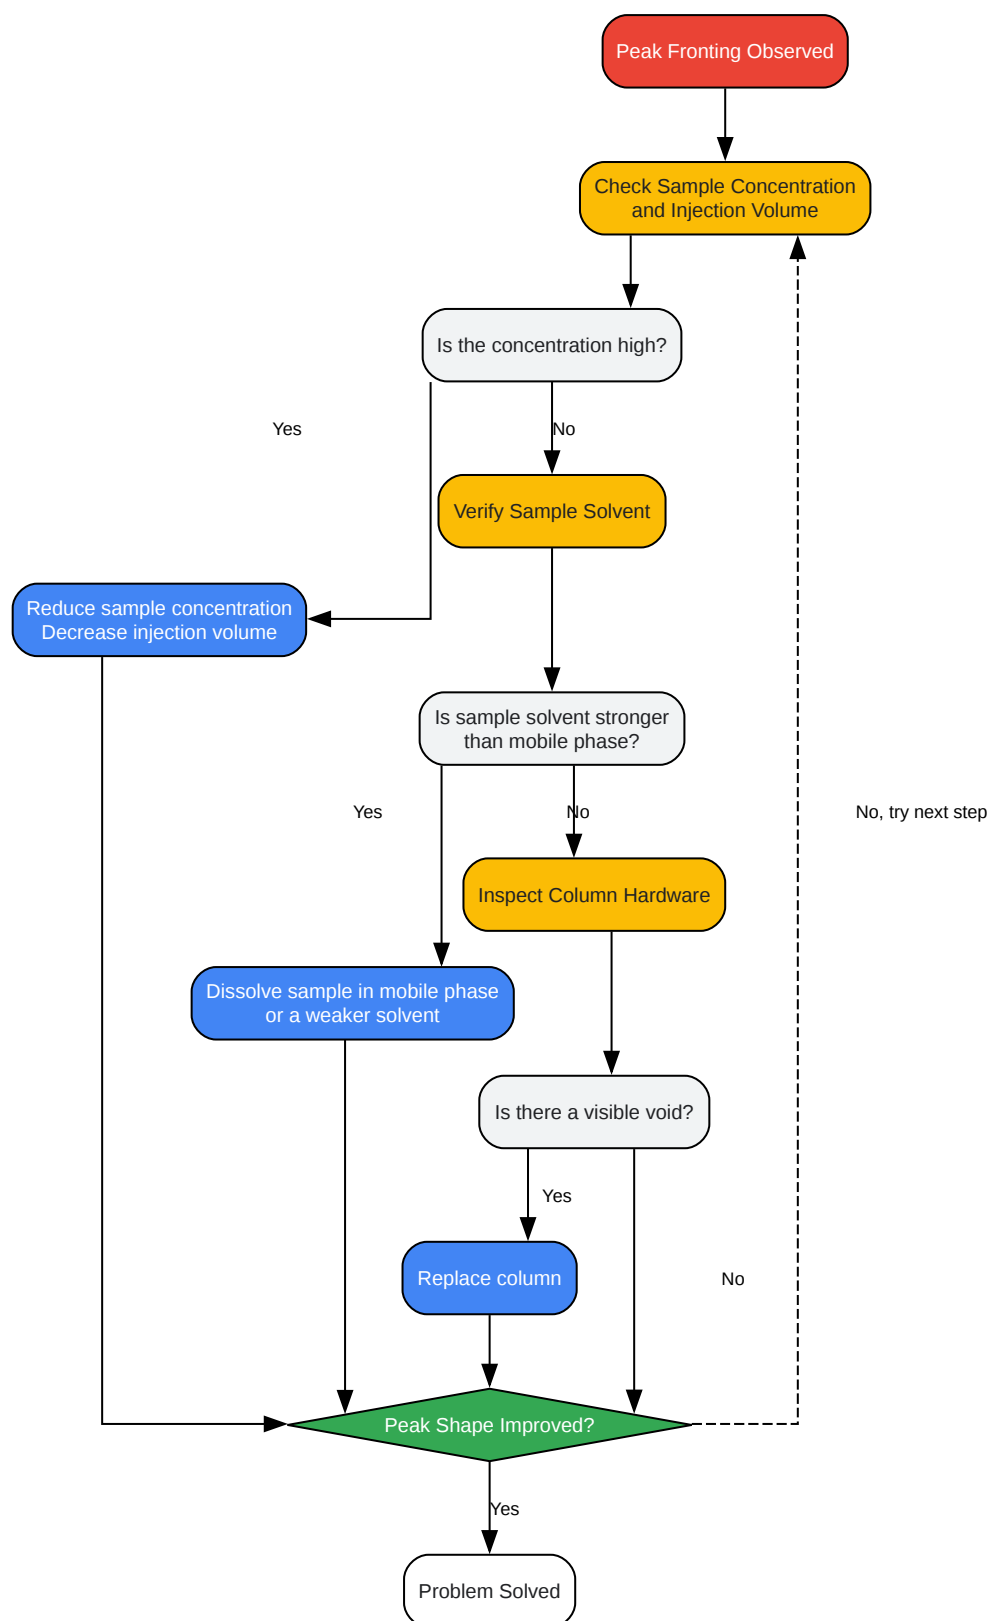 Peak Fronting Observed
Check Sample Concentration
and Injection Volume
Is the concentration high?
Yes
No
Verify Sample Solvent
Reduce sample concentration
Decrease injection volume
Is sample solvent stronger
than mobile phase?
Yes
No
No, try next step
Inspect Column Hardware
Dissolve sample in mobile phase
or a weaker solvent
Is there a visible void?
Yes
Replace column
No
Peak Shape Improved?
Yes
Problem Solved